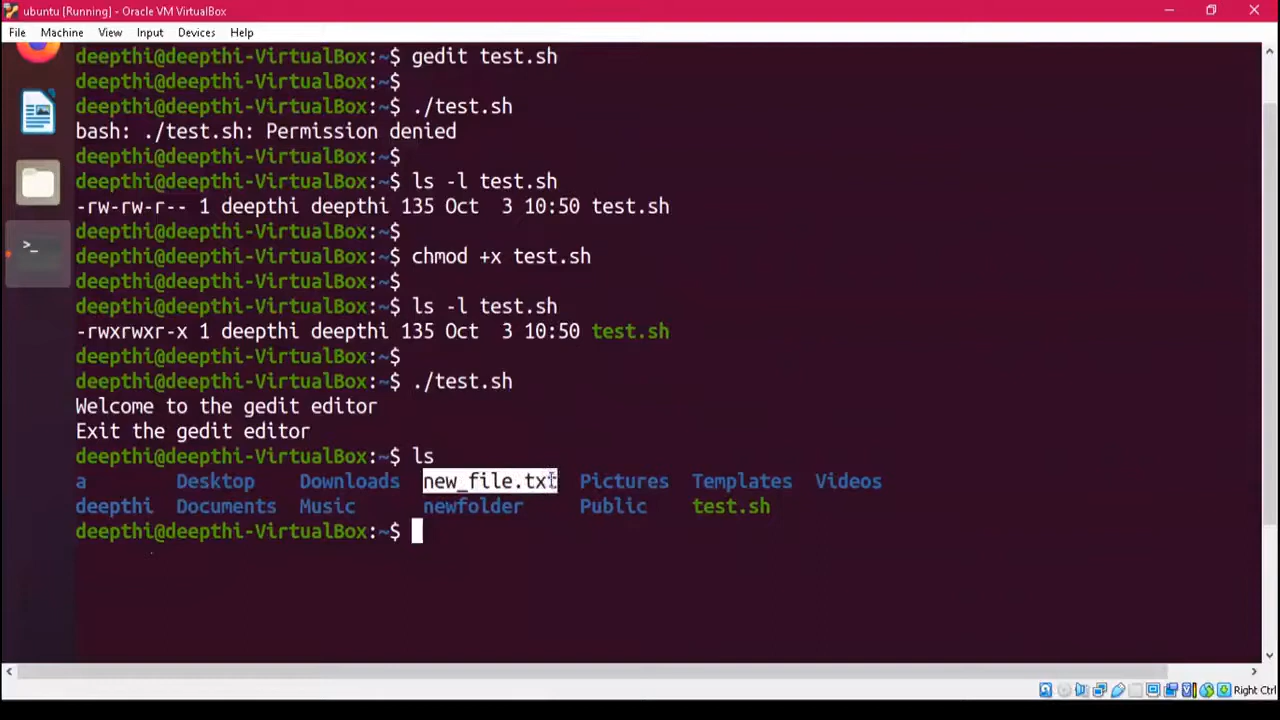 ubuntu [Running] - Oracle VM VirtualBox
File Machine View Input Devices Help
deepthi@deepthi-VirtualBox:~$ gedit test.sh
deepthi@deepthi-VirtualBox:~$
deepthi@deepthi-VirtualBox:~$ ./test.sh
bash: ./test.sh: Permission denied
deepthi@deepthi-VirtualBox:~$
deepthi@deepthi-VirtualBox:~$ ls -l test.sh
-rw-rw-r-- 1 deepthi deepthi 135 Oct  3 10:50 test.sh
deepthi@deepthi-VirtualBox:~$
deepthi@deepthi-VirtualBox:~$ chmod +x test.sh
deepthi@deepthi-VirtualBox:~$
deepthi@deepthi-VirtualBox:~$ ls -l test.sh
-rwxrwxr-x 1 deepthi deepthi 135 Oct  3 10:50 test.sh
deepthi@deepthi-VirtualBox:~$
deepthi@deepthi-VirtualBox:~$ ./test.sh
Welcome to the gedit editor
Exit the gedit editor
deepthi@deepthi-VirtualBox:~$ ls
a Desktop Downloads new_file.txt Pictures Templates Videos
deepthi Documents Music newfolder Public test.sh
deepthi@deepthi-VirtualBox:~$
Right Ctrl